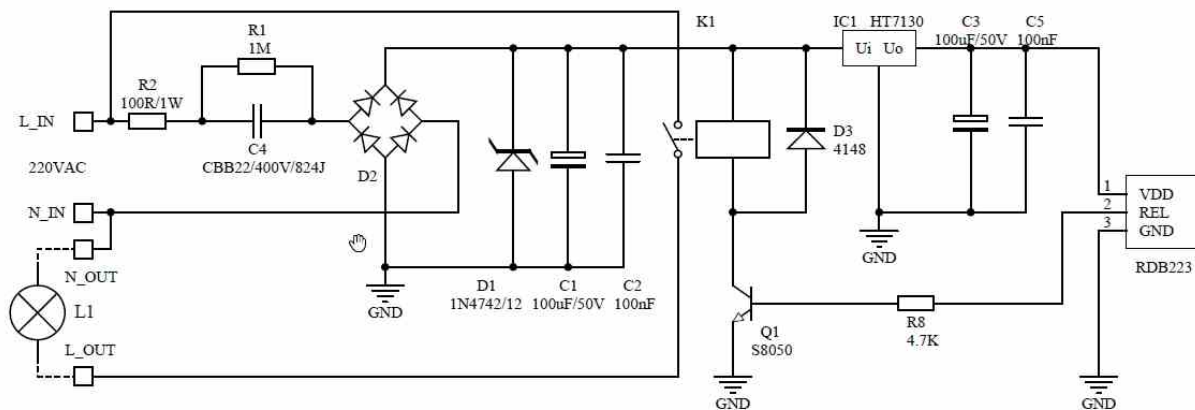 R1
1M
K1
IC1 HT7130
C3
100uF/50V
C5
100nF
Ui Uo
R2
100R/1W
L_IN
C4
CBB22/400V/824J
220VAC
D2
D3
4148
1 VDD
2 REL
3 GND
RDB223
N_IN
N_OUT
GND
GND
GND
GND
D1
1N4742/12
C1
100uF/50V
C2
100nF
L1
L_OUT
Q1
S8050
R8
4.7K